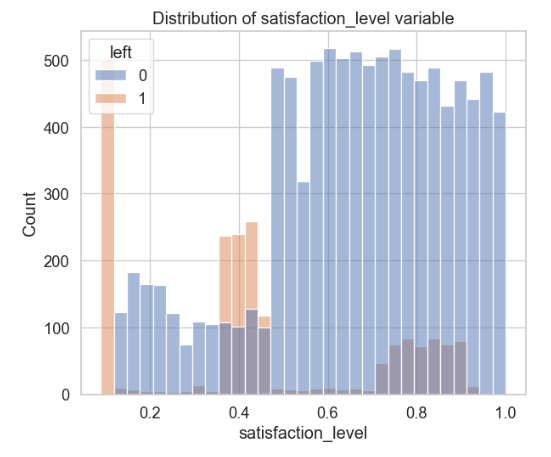 Distribution of satisfaction_level variable
left
0
1
500
400
300
200
100
0
Count
0.2 0.4 0.6 0.8 1.0
satisfaction_level